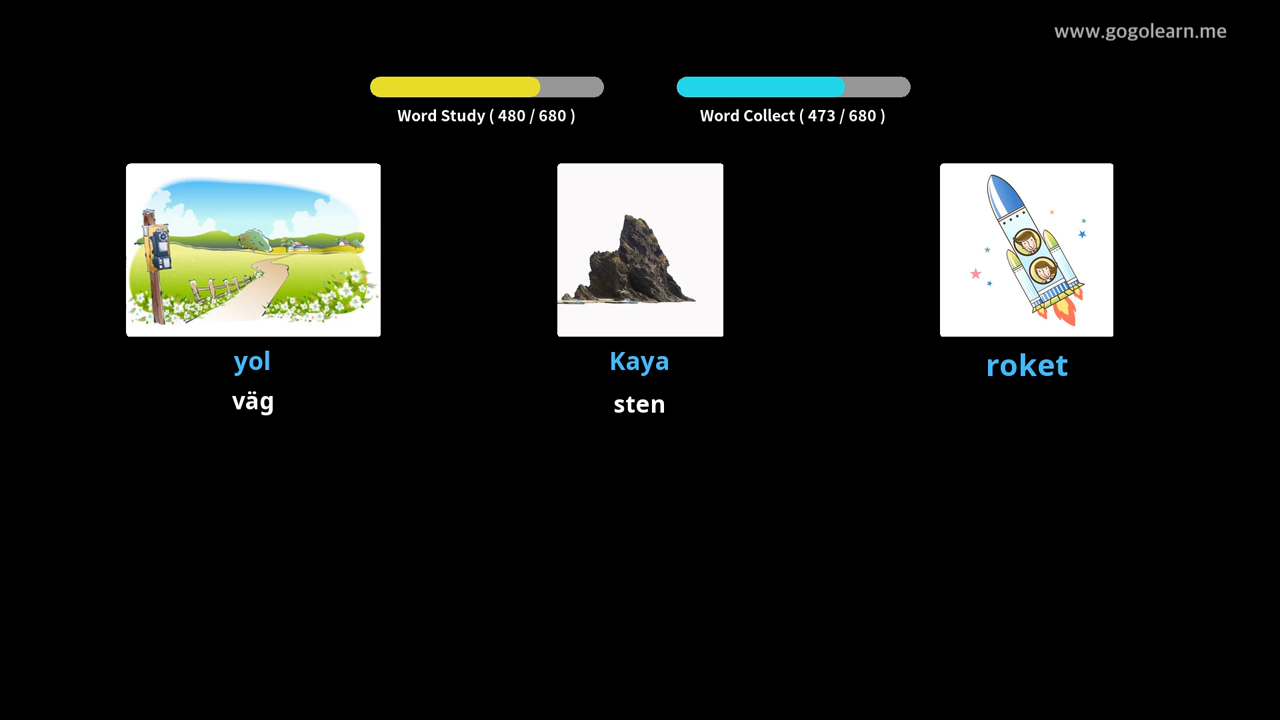 www.gogolearn.me
Word Study ( 480 / 680 )
Word Collect ( 473 / 680 )
yol
väg
Kaya
sten
roket